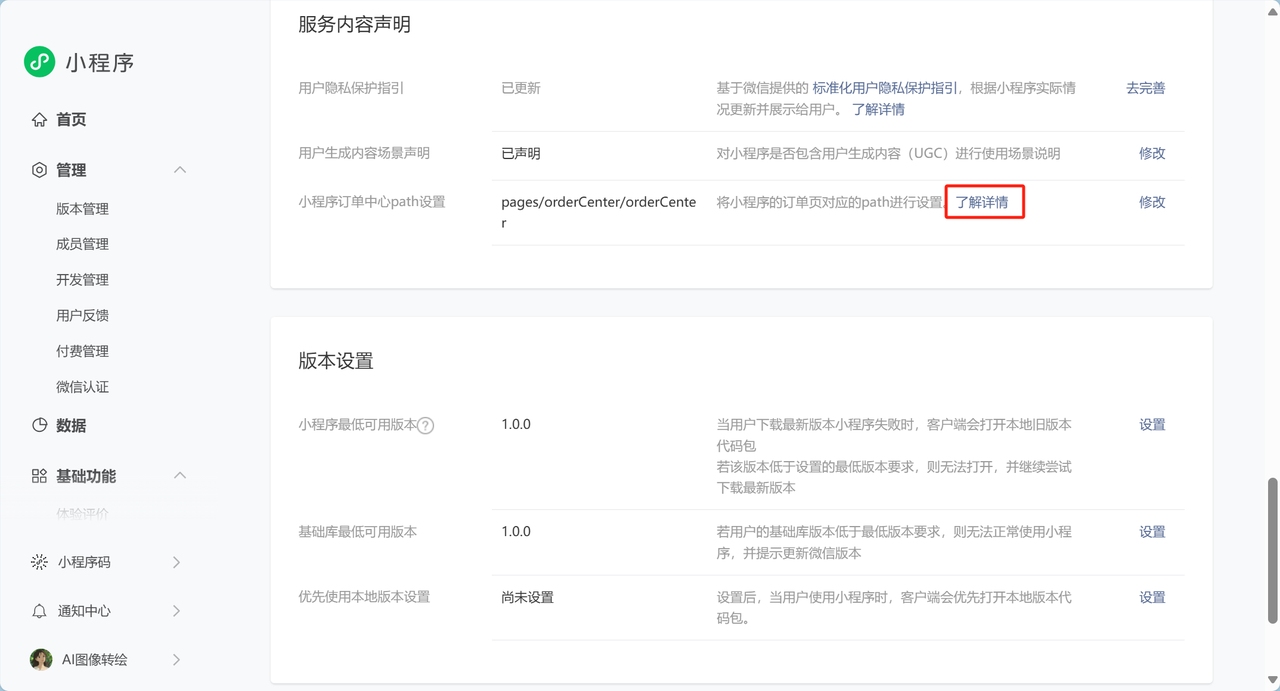 小程序
首页
管理
版本管理
成员管理
开发管理
用户反馈
付费管理
微信认证
数据
基础功能
体验评价
小程序码
通知中心
AI图像转绘
服务内容声明
用户隐私保护指引
已更新
基于微信提供的 标准化用户隐私保护指引，根据小程序实际情
况更新并展示给用户。 了解详情
去完善
用户生成内容场景声明
已声明
对小程序是否包含用户生成内容（UGC）进行使用场景说明
修改
小程序订单中心path设置
pages/orderCenter/orderCente
r
将小程序的订单页对应的path进行设置。了解详情
修改
版本设置
小程序最低可用版本?
1.0.0
当用户下载最新版本小程序失败时，客户端会打开本地旧版本
代码包
若该版本低于设置的最低版本要求，则无法打开，并继续尝试
下载最新版本
设置
基础库最低可用版本
1.0.0
若用户的基础库版本低于最低版本要求，则无法正常使用小程
序，并提示更新微信版本
设置
优先使用本地版本设置
尚未设置
设置后，当用户使用小程序时，客户端会优先打开本地版本代
码包。
设置